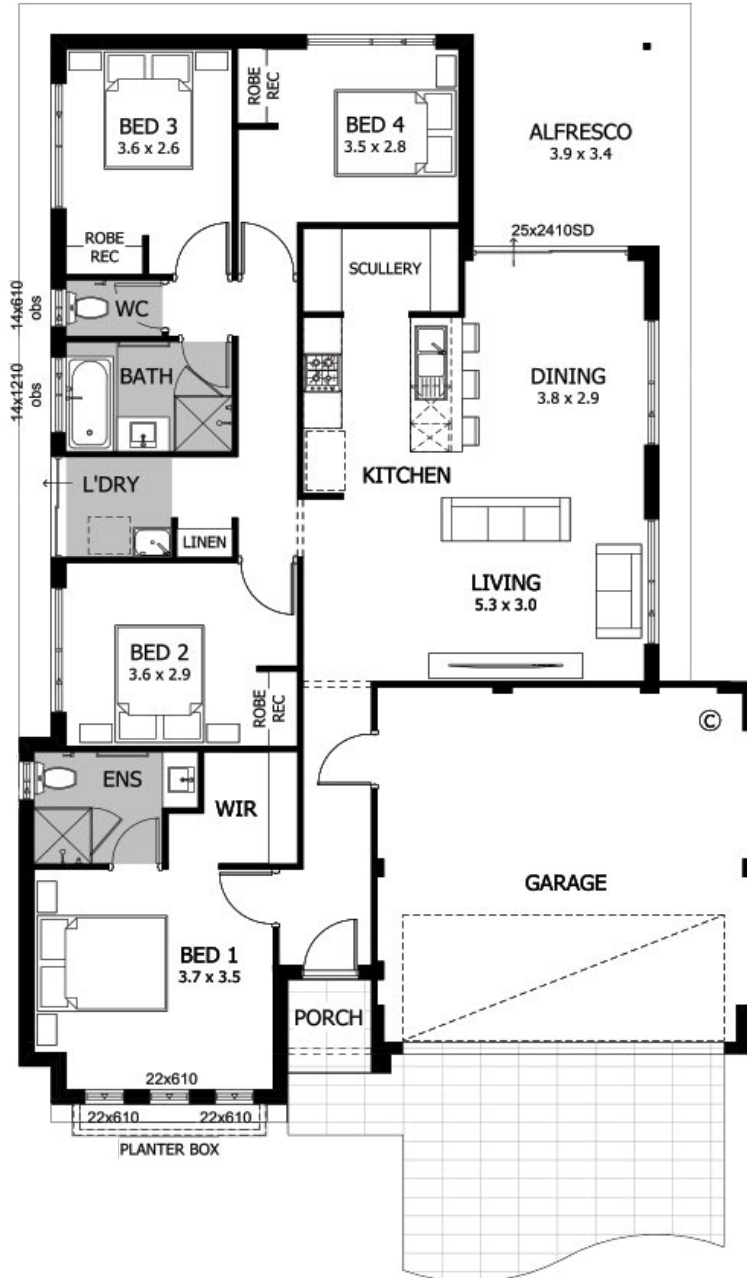 BED 3
3.6 x 2.6
ROBE
REC
BED 4
3.5 x 2.8
ALFRESCO
3.9 x 3.4
25x2410SD
ROBE
REC
SCULLERY
14x610
obs
WC
14x1210
obs
BATH
DINING
3.8 x 2.9
KITCHEN
L'DRY
LINEN
LIVING
5.3 x 3.0
BED 2
3.6 x 2.9
ROBE
REC
©
ENS
WIR
GARAGE
BED 1
3.7 x 3.5
PORCH
22x610
22x610
22x610
PLANTER BOX